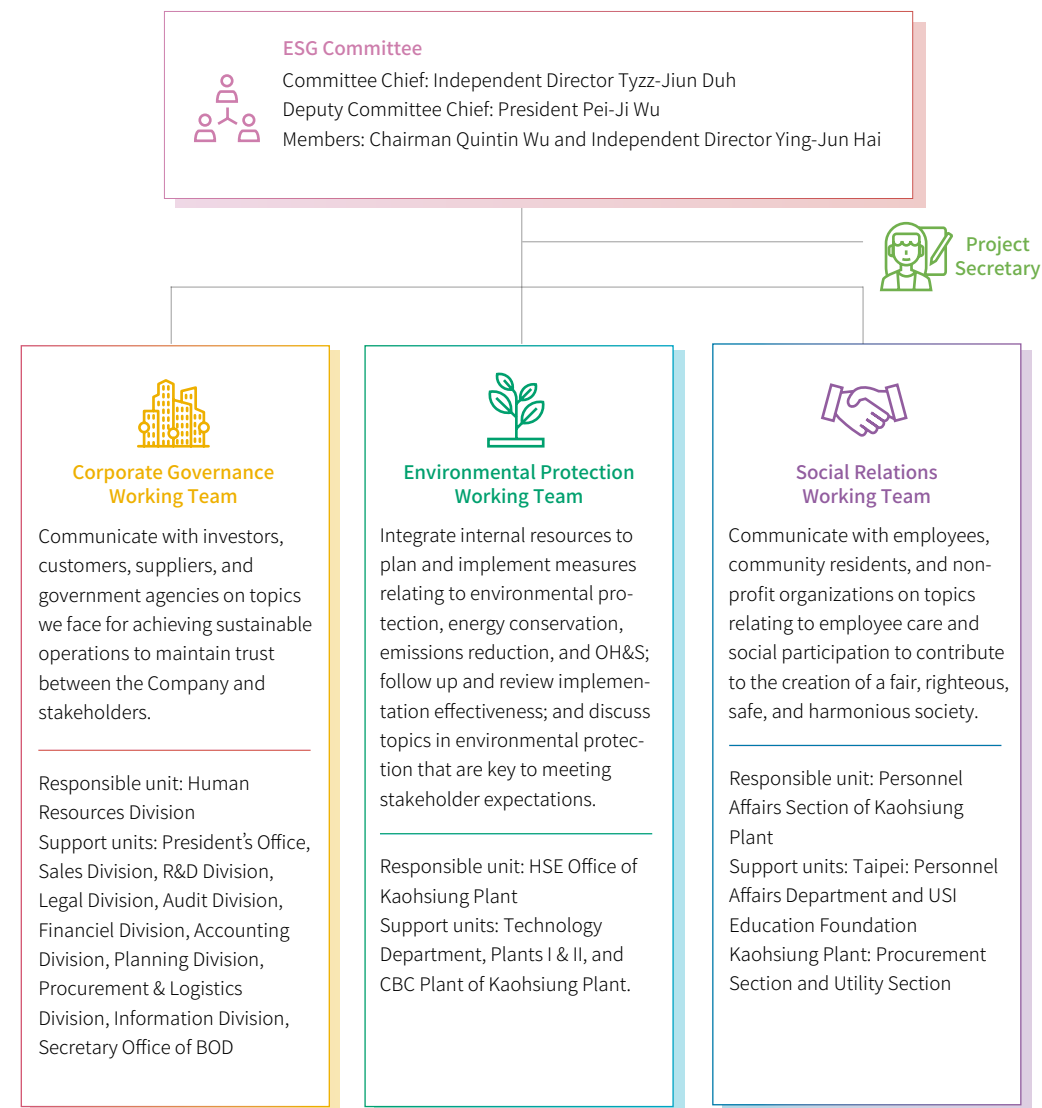 ESG Committee
Committee Chief: Independent Director Tyzz-Jiun Duh
Deputy Committee Chief: President Pei-Ji Wu
Members: Chairman Quintin Wu and Independent Director Ying-Jun Hai
Project
Secretary
Corporate Governance
Working Team
Communicate with investors,
customers, suppliers, and
government agencies on topics
we face for achieving sustainable
operations to maintain trust
between the Company and
stakeholders.
Responsible unit: Human
Resources Division
Support units: President’s Office,
Sales Division, R&D Division,
Legal Division, Audit Division,
Financiel Division, Accounting
Division, Planning Division,
Procurement & Logistics
Division, Information Division,
Secretary Office of BOD
Environmental Protection
Working Team
Integrate internal resources to
plan and implement measures
relating to environmental pro-
tection, energy conservation,
emissions reduction, and OH&S;
follow up and review implemen-
tation effectiveness; and discuss
topics in environmental protec-
tion that are key to meeting
stakeholder expectations.
Responsible unit: HSE Office of
Kaohsiung Plant
Support units: Technology
Department, Plants I & II, and
CBC Plant of Kaohsiung Plant.
Social Relations
Working Team
Communicate with employees,
community residents, and non-
profit organizations on topics
relating to employee care and
social participation to contribute
to the creation of a fair, righteous,
safe, and harmonious society.
Responsible unit: Personnel
Affairs Section of Kaohsiung
Plant
Support units: Taipei: Personnel
Affairs Department and USI
Education Foundation
Kaohsiung Plant: Procurement
Section and Utility Section